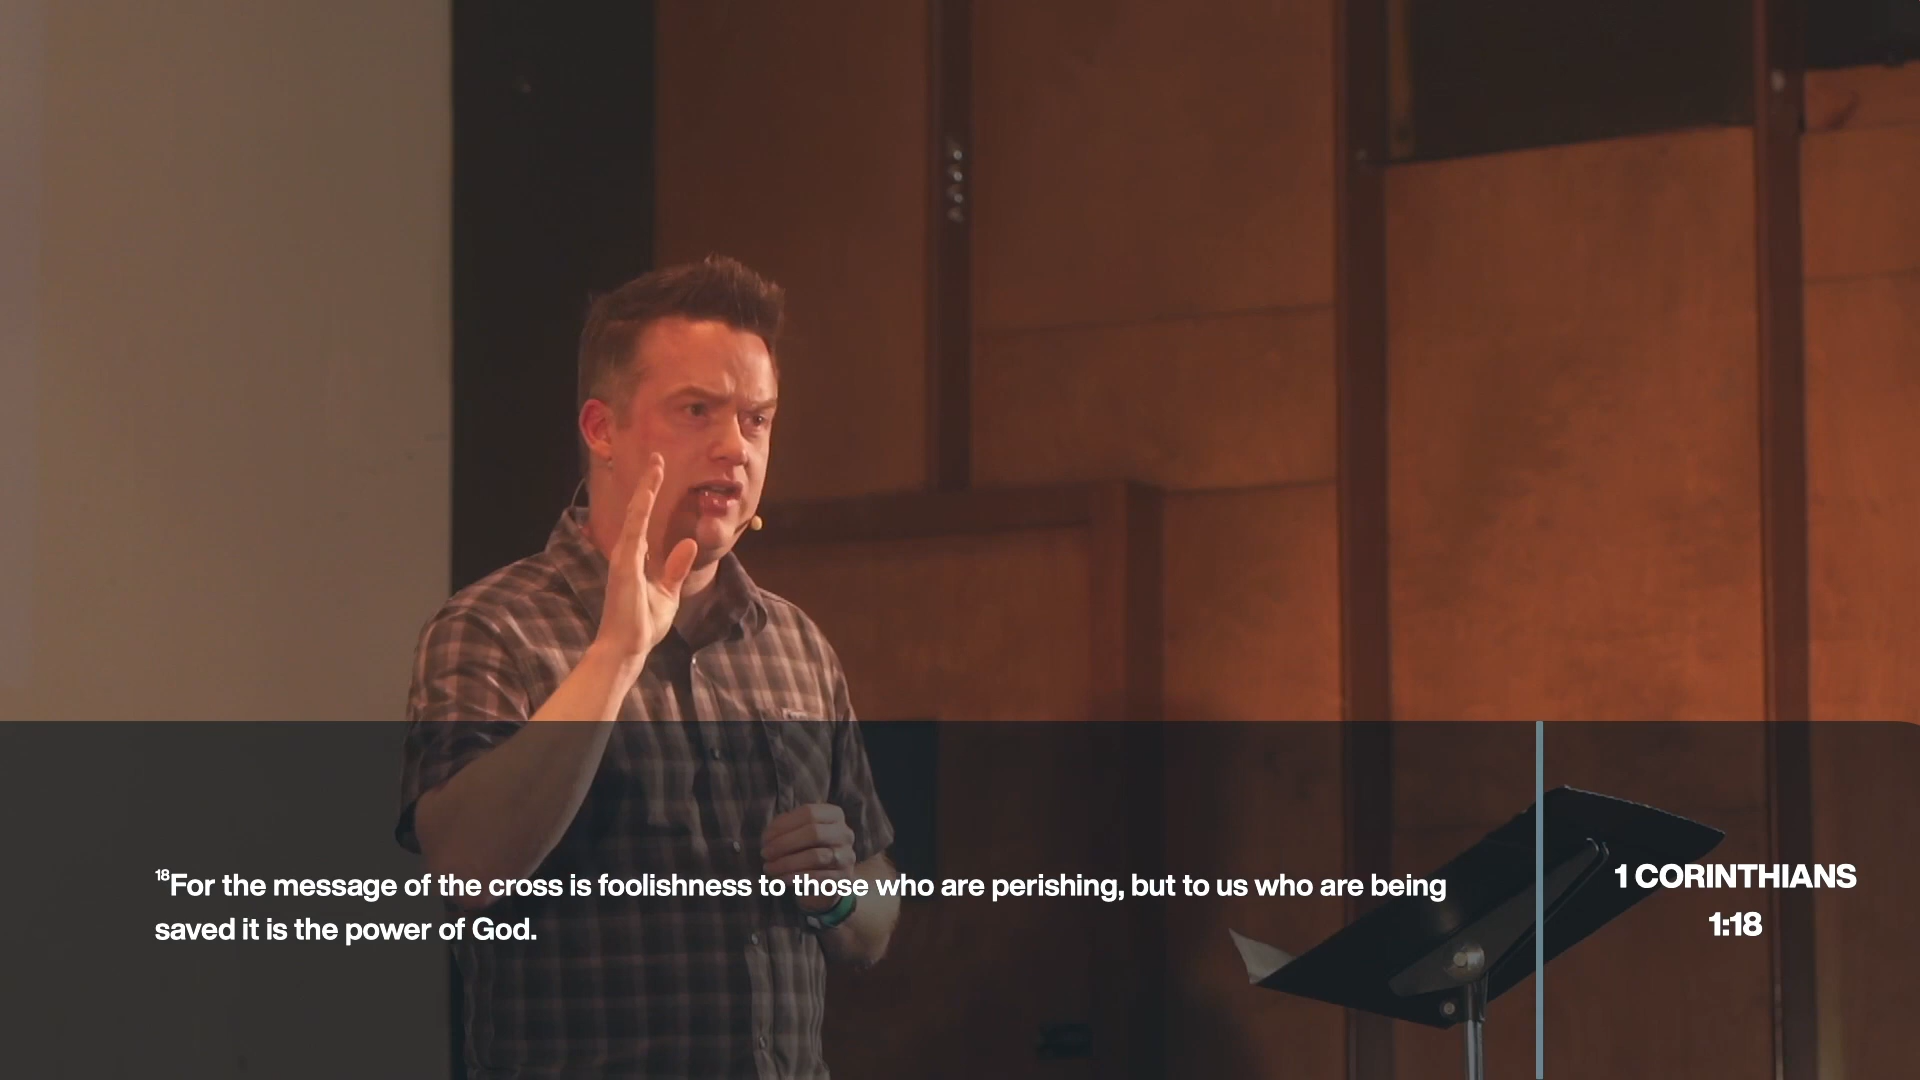 18For the message of the cross is foolishness to those who are perishing, but to us who are being
saved it is the power of God.
1 CORINTHIANS
1:18